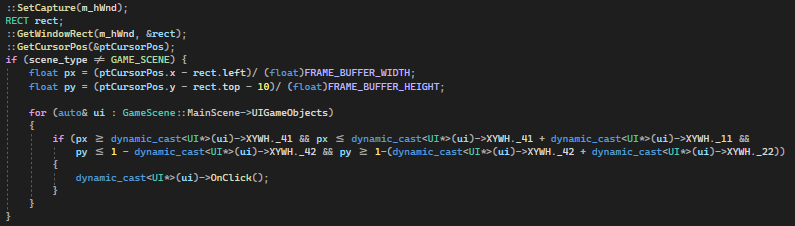 ::SetCapture(m_hWnd);
RECT rect;
::GetWindowRect(m_hWnd, &rect);
::GetCursorPos(&ptCursorPos);
if (scene_type ≠ GAME_SCENE) {
float px = (ptCursorPos.x - rect.left)/ (float)FRAME_BUFFER_WIDTH;
float py = (ptCursorPos.y - rect.top - 10)/ (float)FRAME_BUFFER_HEIGHT;
for (auto& ui : GameScene::MainScene->UIGameObjects)
{
if (px ≥ dynamic_cast<UI*>(ui)->XYWH._41 && px ≤ dynamic_cast<UI*>(ui)->XYWH._41 + dynamic_cast<UI*>(ui)->XYWH._11 &&
py ≤ 1 - dynamic_cast<UI*>(ui)->XYWH._42 && py ≥ 1-(dynamic_cast<UI*>(ui)->XYWH._42 + dynamic_cast<UI*>(ui)->XYWH._22))
{
dynamic_cast<UI*>(ui)->OnClick();
}
}
}